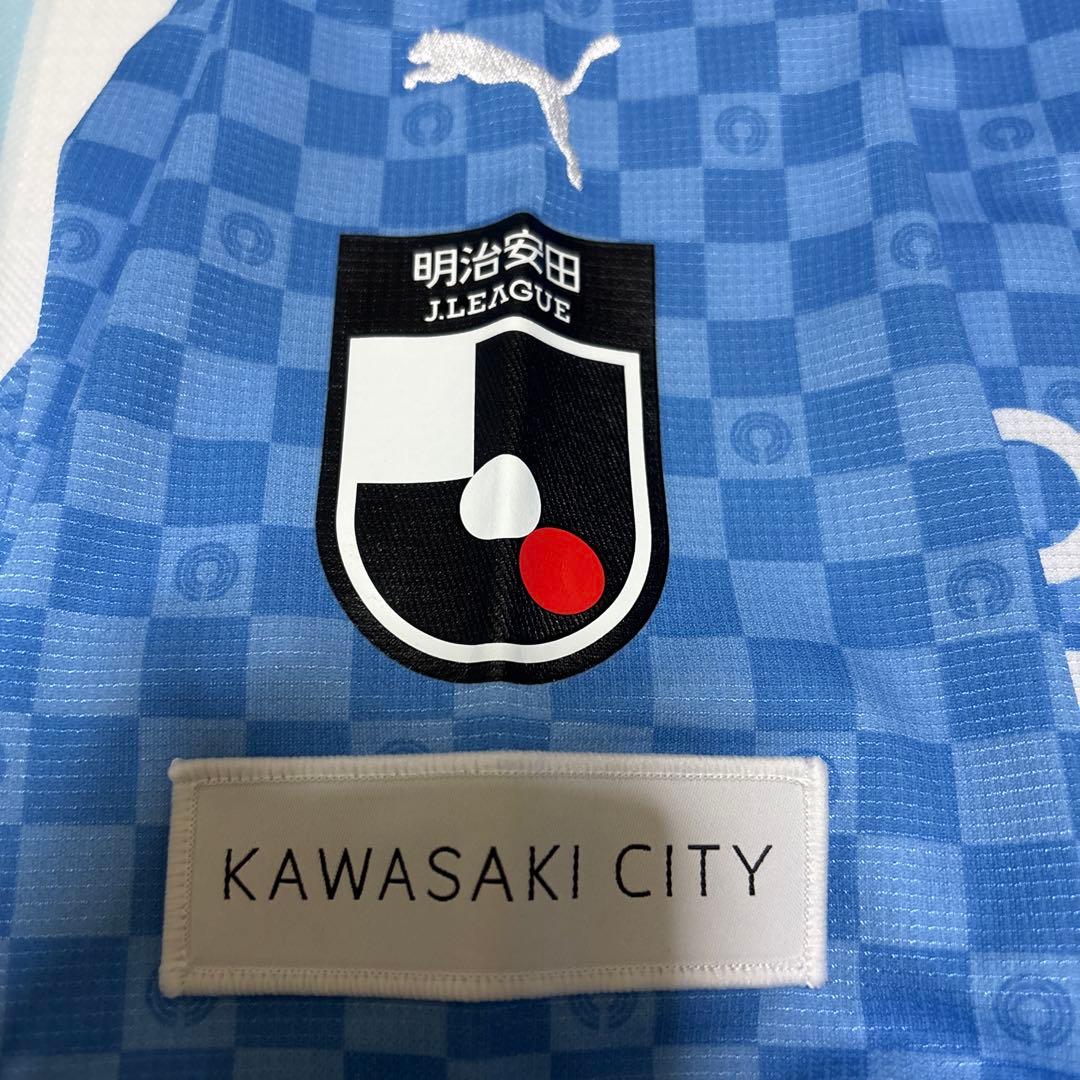 明治安田
J.LEAGUE
KAWASAKI CITY